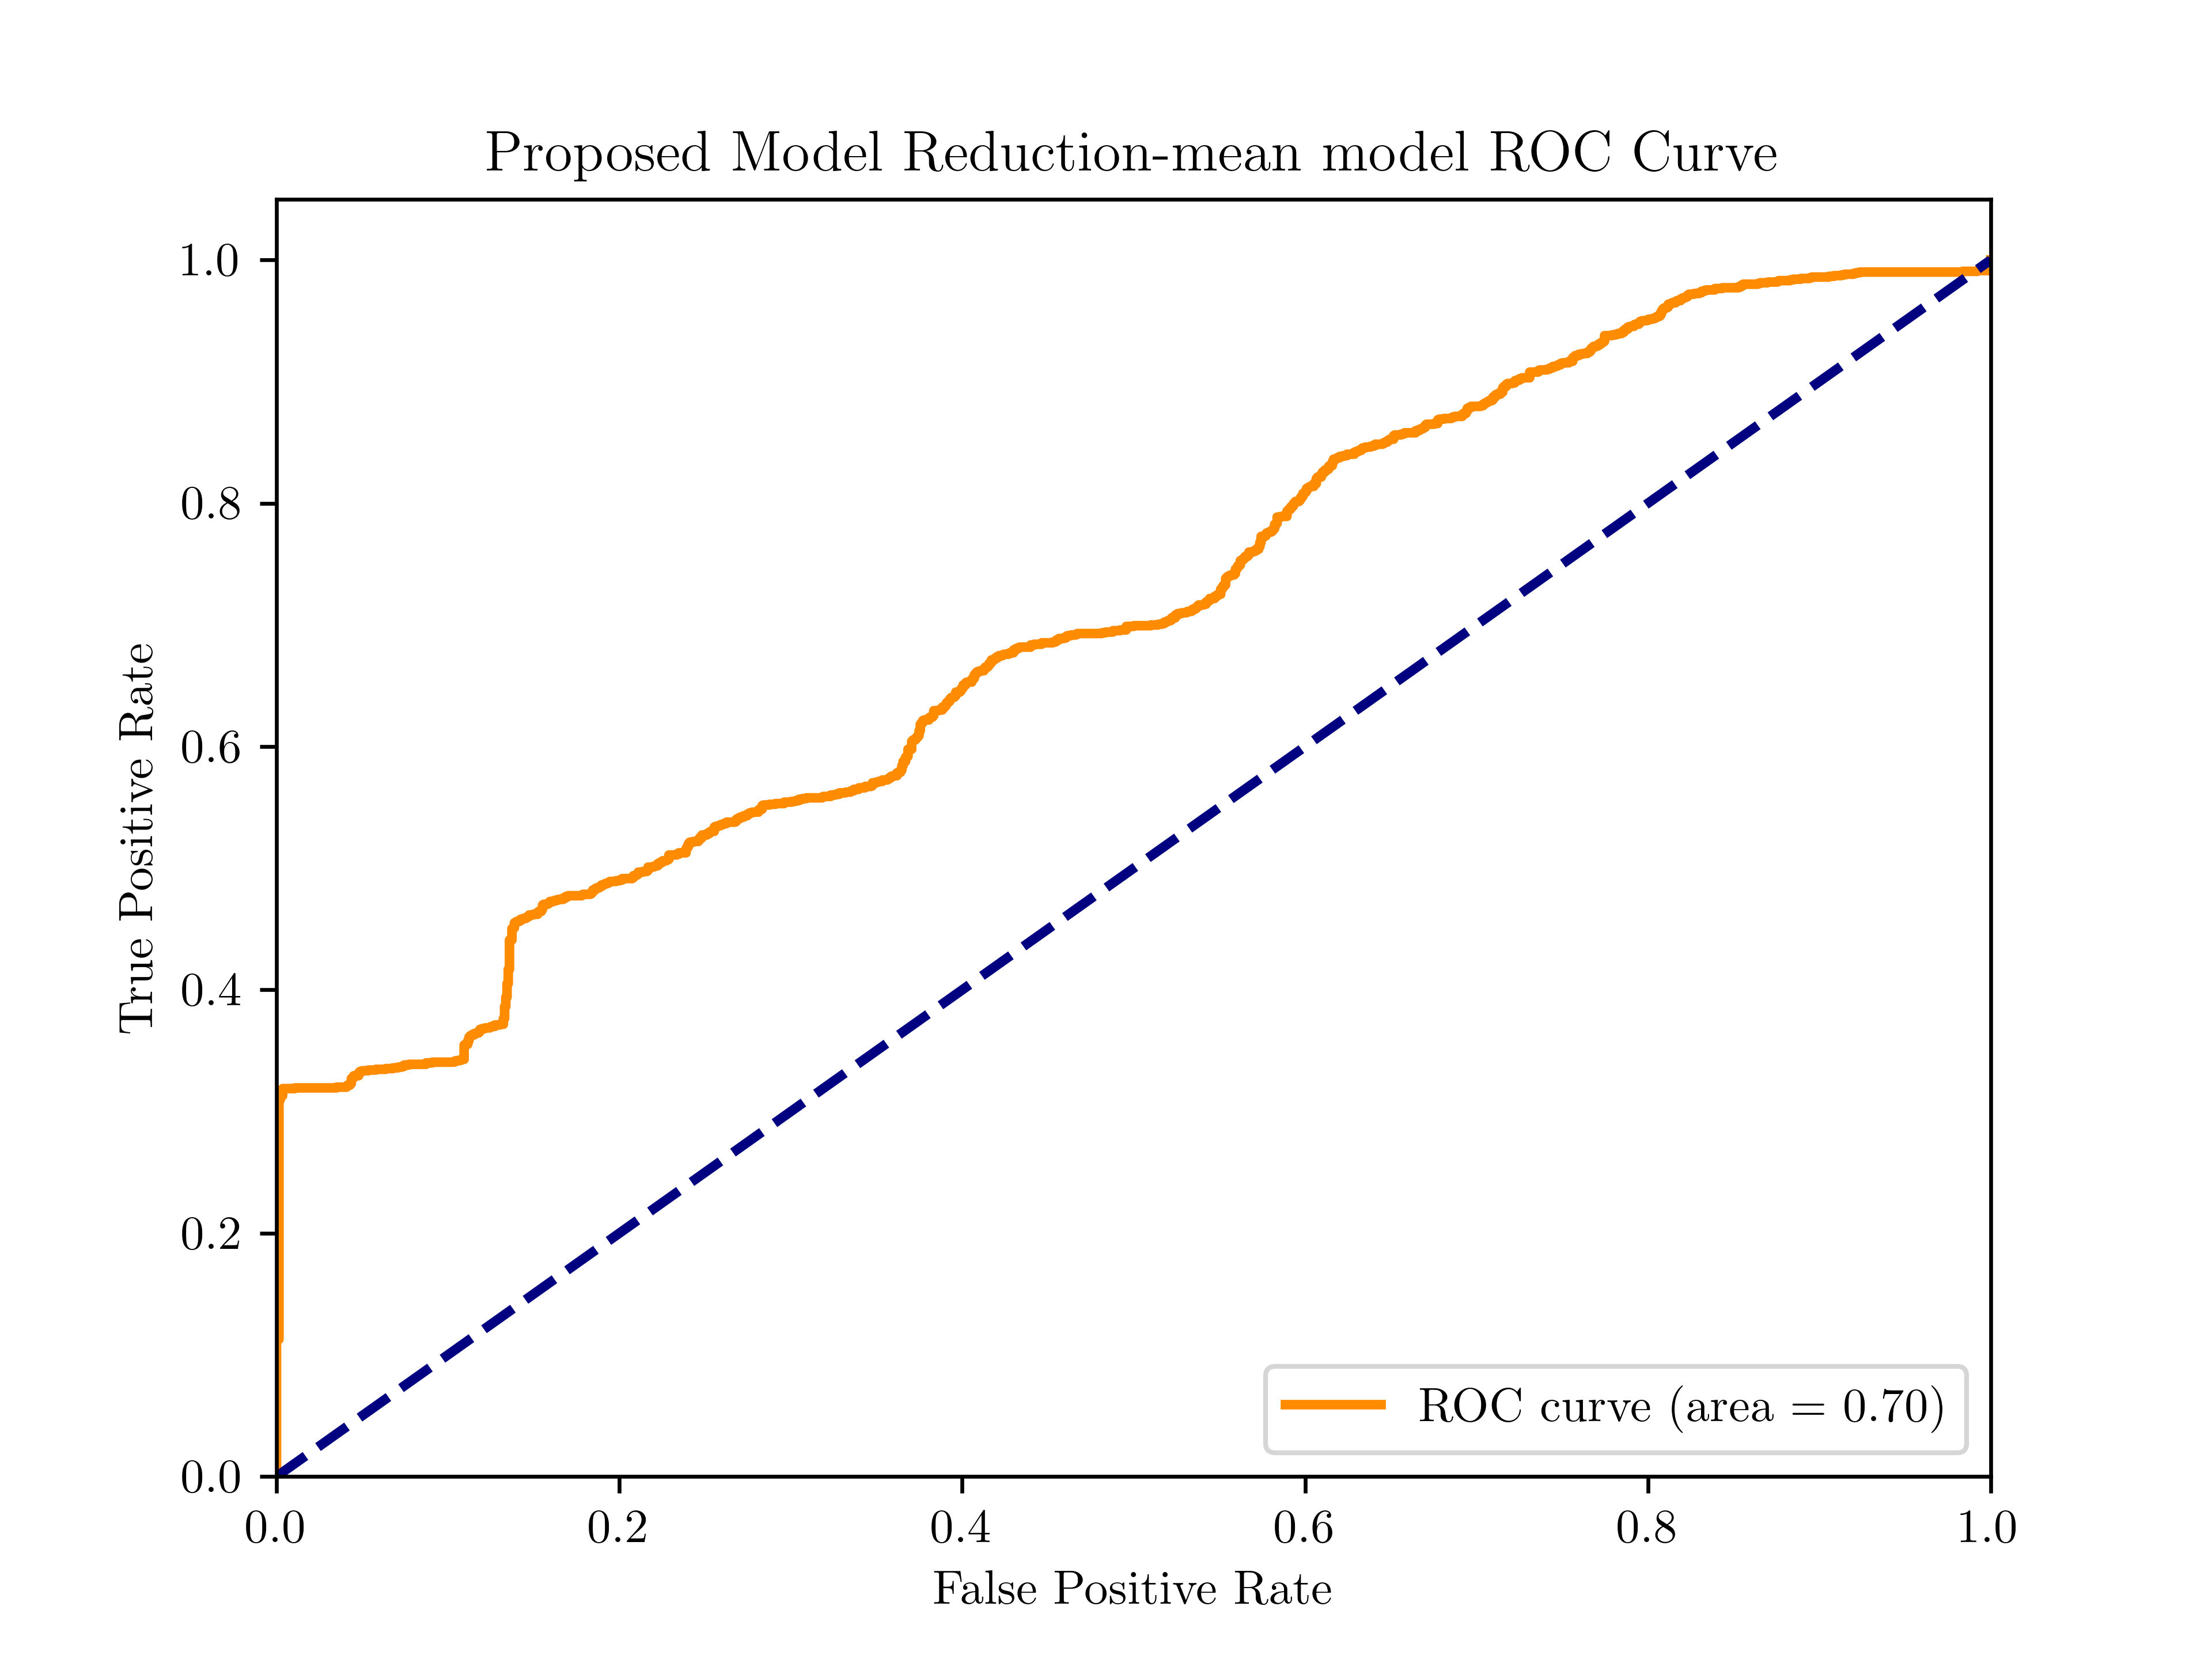 Proposed Model Reduction-mean model ROC Curve
True Positive Rate
1.0
0.8
0.6
0.4
0.2
0.0
ROC curve (area = 0.70)
0.0 0.2 0.4 0.6 0.8 1.0
False Positive Rate